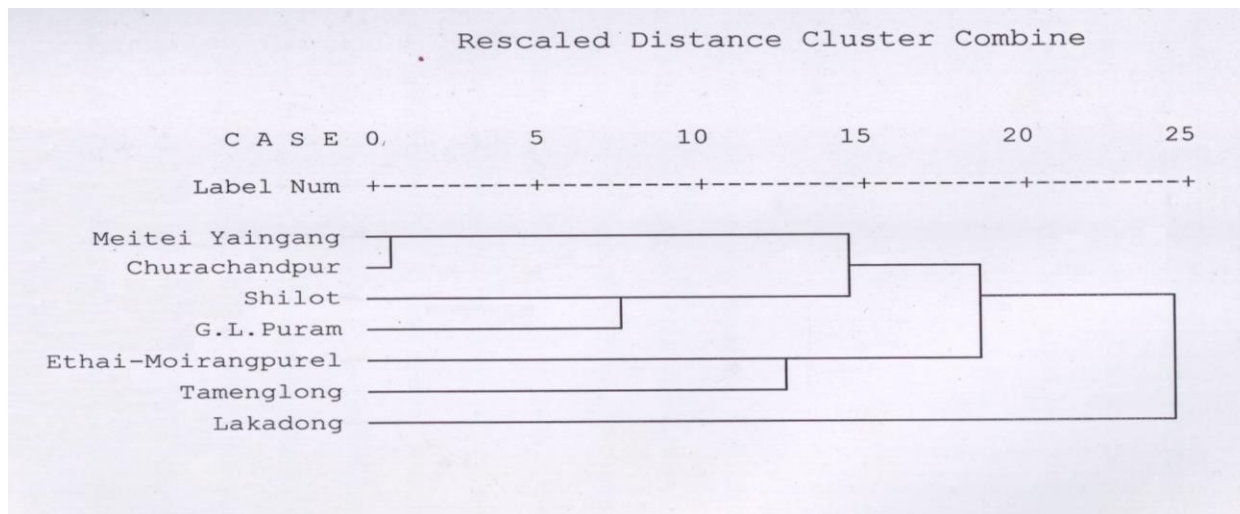 Rescaled Distance Cluster Combine
C A S E 0 5 10 15 20 25
Label Num +---------+---------+---------+---------+---------+
Meitei Yaingang
Churachandpur
Shilot
G.L.Puram
Ethai-Moirangpurel
Tamenglong
Lakadong